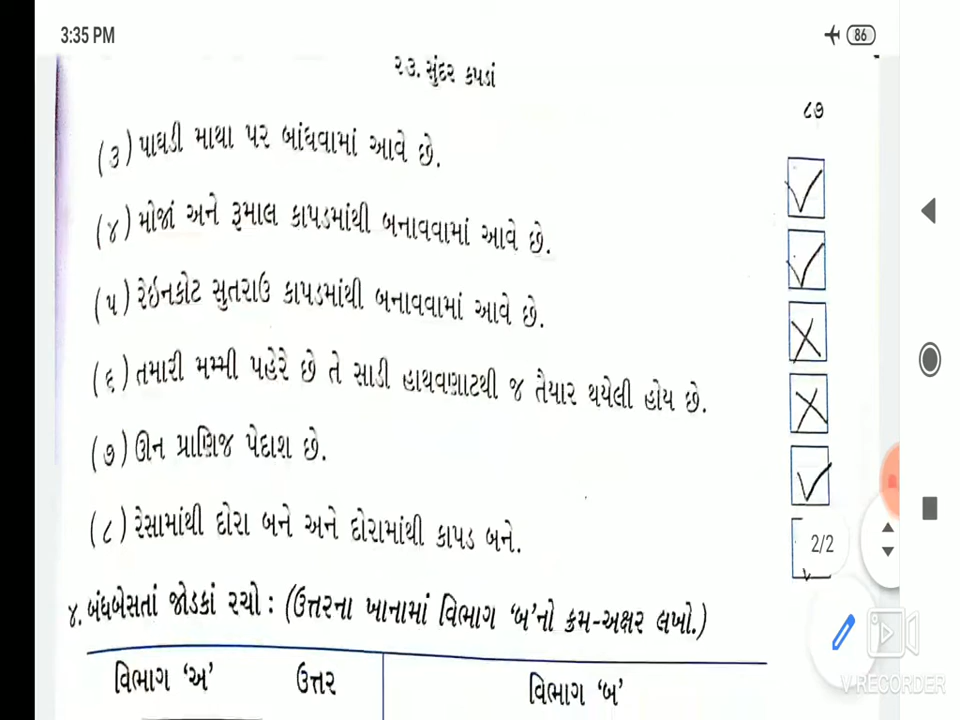 3:35 PM
86
૨૩. સુંદર કપડાં
૮૭
(૩) પાઘડી માથા પર બાંધવામાં આવે છે.
(૪) મોજાં અને રૂમાલ કાપડમાંથી બનાવવામાં આવે છે.
(૫) રેઇનકોટ સુતરાઉ કાપડમાંથી બનાવવામાં આવે છે.
(૬) તમારી મમ્મી પહેરે છે તે સાડી હાથવણાટથી જ તૈયાર થયેલી હોય છે.
(૭) ઊન પ્રાણિજ પેદાશ છે.
(૮) રેસામાંથી દોરા બને અને દોરામાંથી કાપડ બને.
2/2
૪. બંધબેસતાં જોડકાં રચો : (ઉત્તરના ખાનામાં વિભાગ ‘બ’નો ક્રમ-અક્ષર લખો.)
વિભાગ ‘અ’ ઉત્તર વિભાગ ‘બ’
V-RECORDER